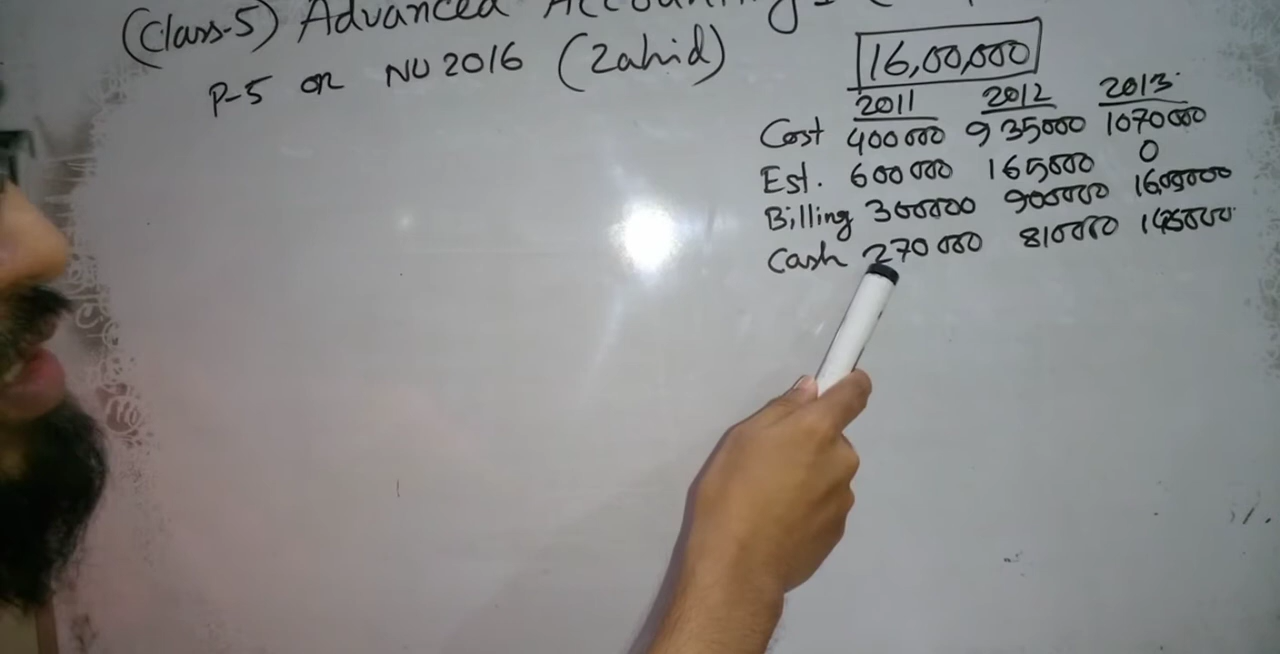 (Class-5) Advanced Accounting-
P-5 or NU 2016 (Zahid)
16,00,000
2011 2012 2013
Cost 400000 935000 1070000
Est. 600000 165000 0
Billing 300000 900000 1600000
Cash 270000 810000